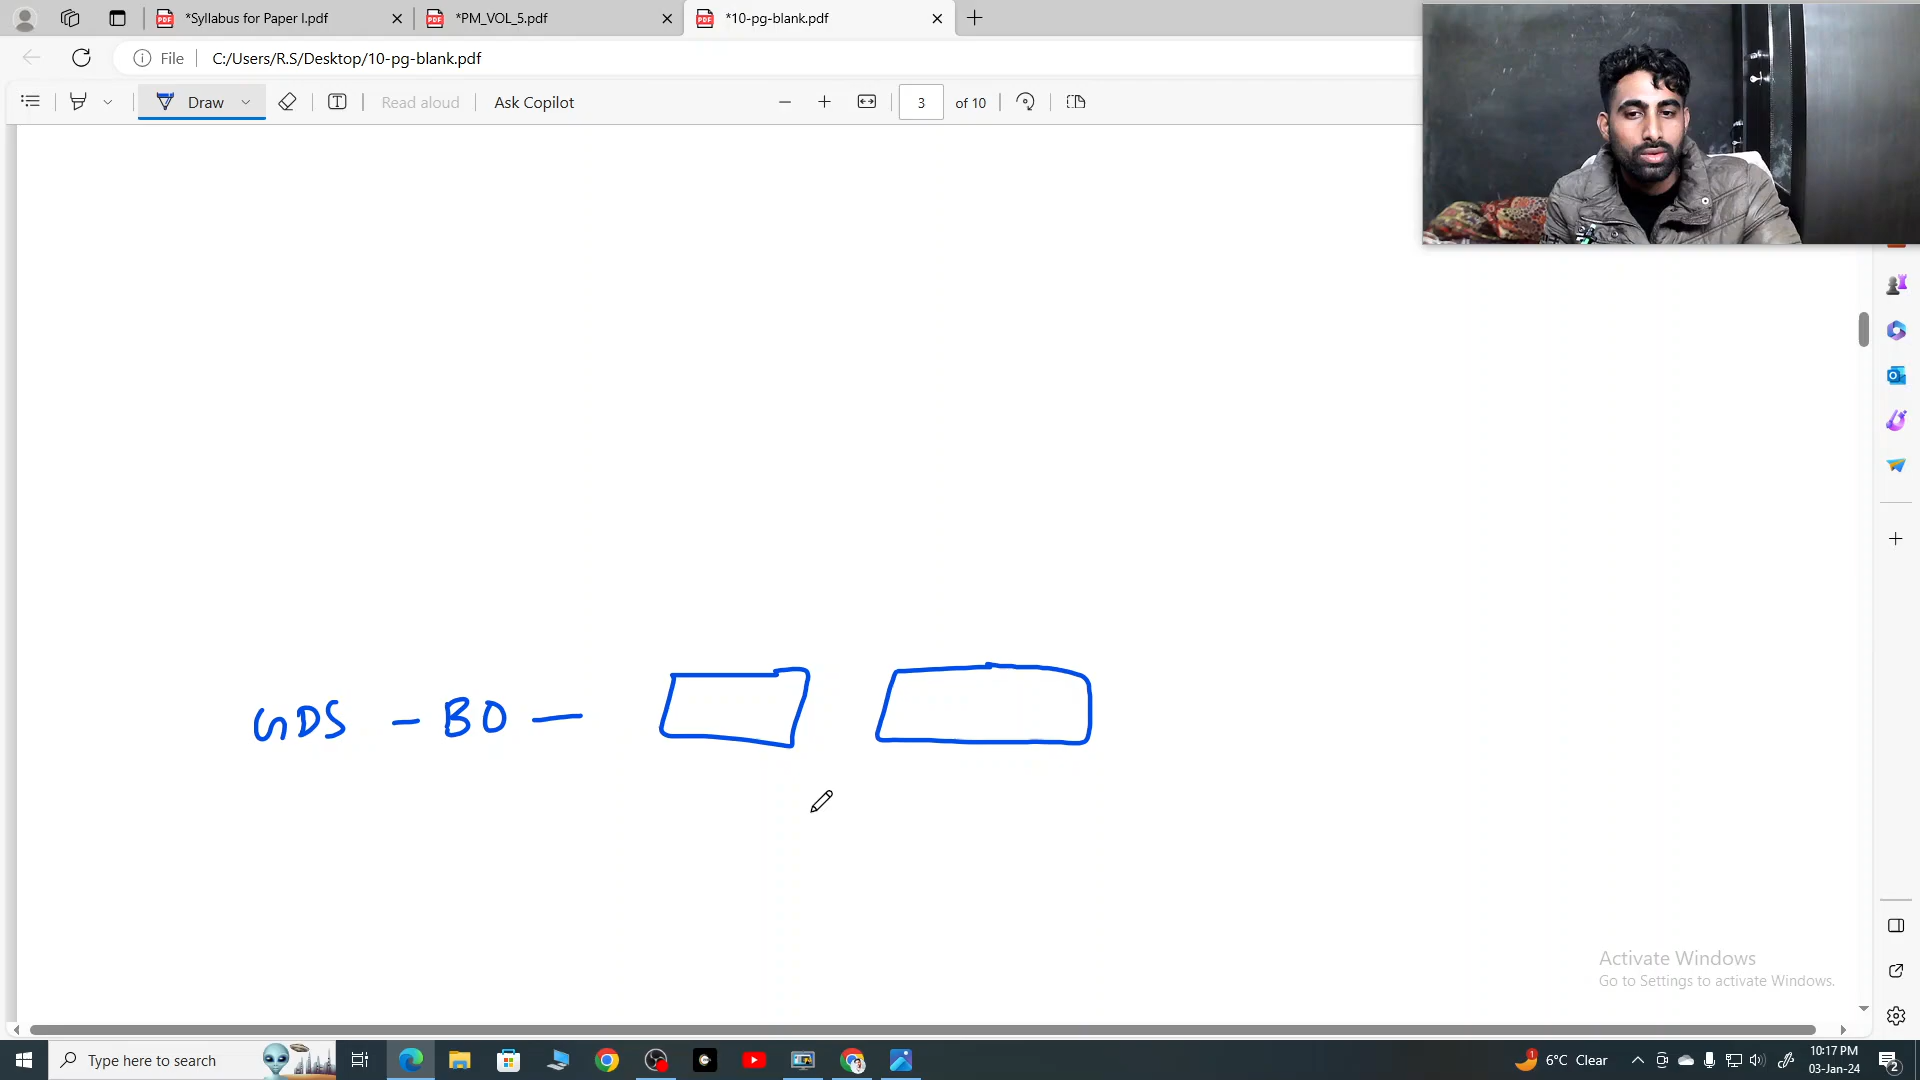 *Syllabus for Paper I.pdf
*PM_VOL_5.pdf
*10-pg-blank.pdf
File
C:/Users/R.S/Desktop/10-pg-blank.pdf
Draw
Read aloud
Ask Copilot
3 of 10
GDS - BO -
Activate Windows
Go to Settings to activate Windows.
Type here to search
1
6°C Clear
10:17 PM
03-Jan-24
2